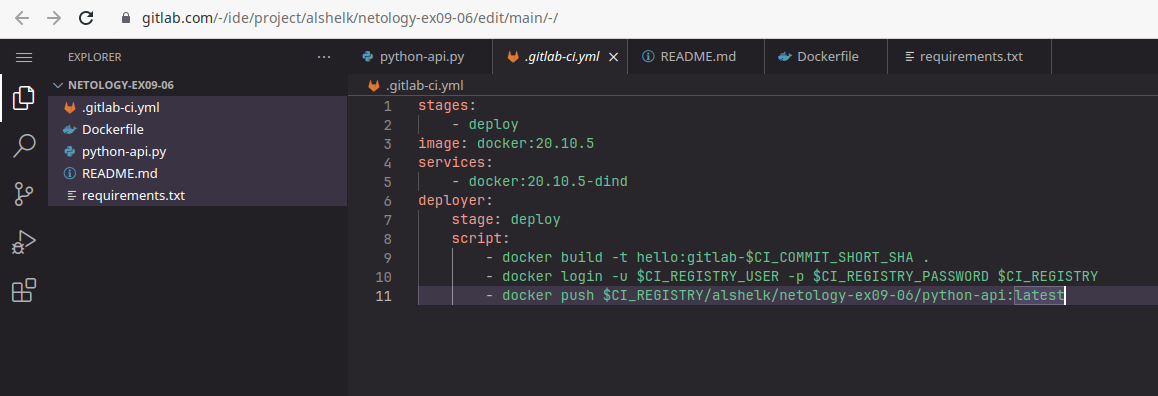 gitlab.com/-/ide/project/alshelk/netology-ex09-06/edit/main/-/
EXPLORER ···
NETOLOGY-EX09-06
.gitlab-ci.yml
Dockerfile
python-api.py
README.md
requirements.txt
python-api.py .gitlab-ci.yml README.md Dockerfile requirements.txt
.gitlab-ci.yml
1 stages:
2 - deploy
3 image: docker:20.10.5
4 services:
5 - docker:20.10.5-dind
6 deployer:
7 stage: deploy
8 script:
9 - docker build -t hello:gitlab-$CI_COMMIT_SHORT_SHA .
10 - docker login -u $CI_REGISTRY_USER -p $CI_REGISTRY_PASSWORD $CI_REGISTRY
11 - docker push $CI_REGISTRY/alshelk/netology-ex09-06/python-api:latest